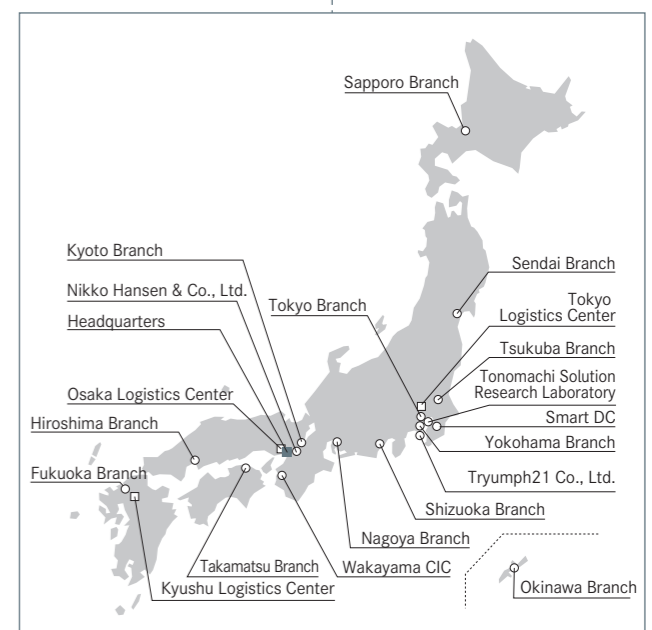 Sapporo Branch
Kyoto Branch
Nikko Hansen & Co., Ltd.
Headquarters
Tokyo Branch
Sendai Branch
Tokyo
Logistics Center
Tsukuba Branch
Tonomachi Solution
Research Laboratory
Smart DC
Yokohama Branch
Tryumph21 Co., Ltd.
Osaka Logistics Center
Hiroshima Branch
Fukuoka Branch
Shizuoka Branch
Nagoya Branch
Takamatsu Branch
Wakayama CIC
Kyushu Logistics Center
Okinawa Branch